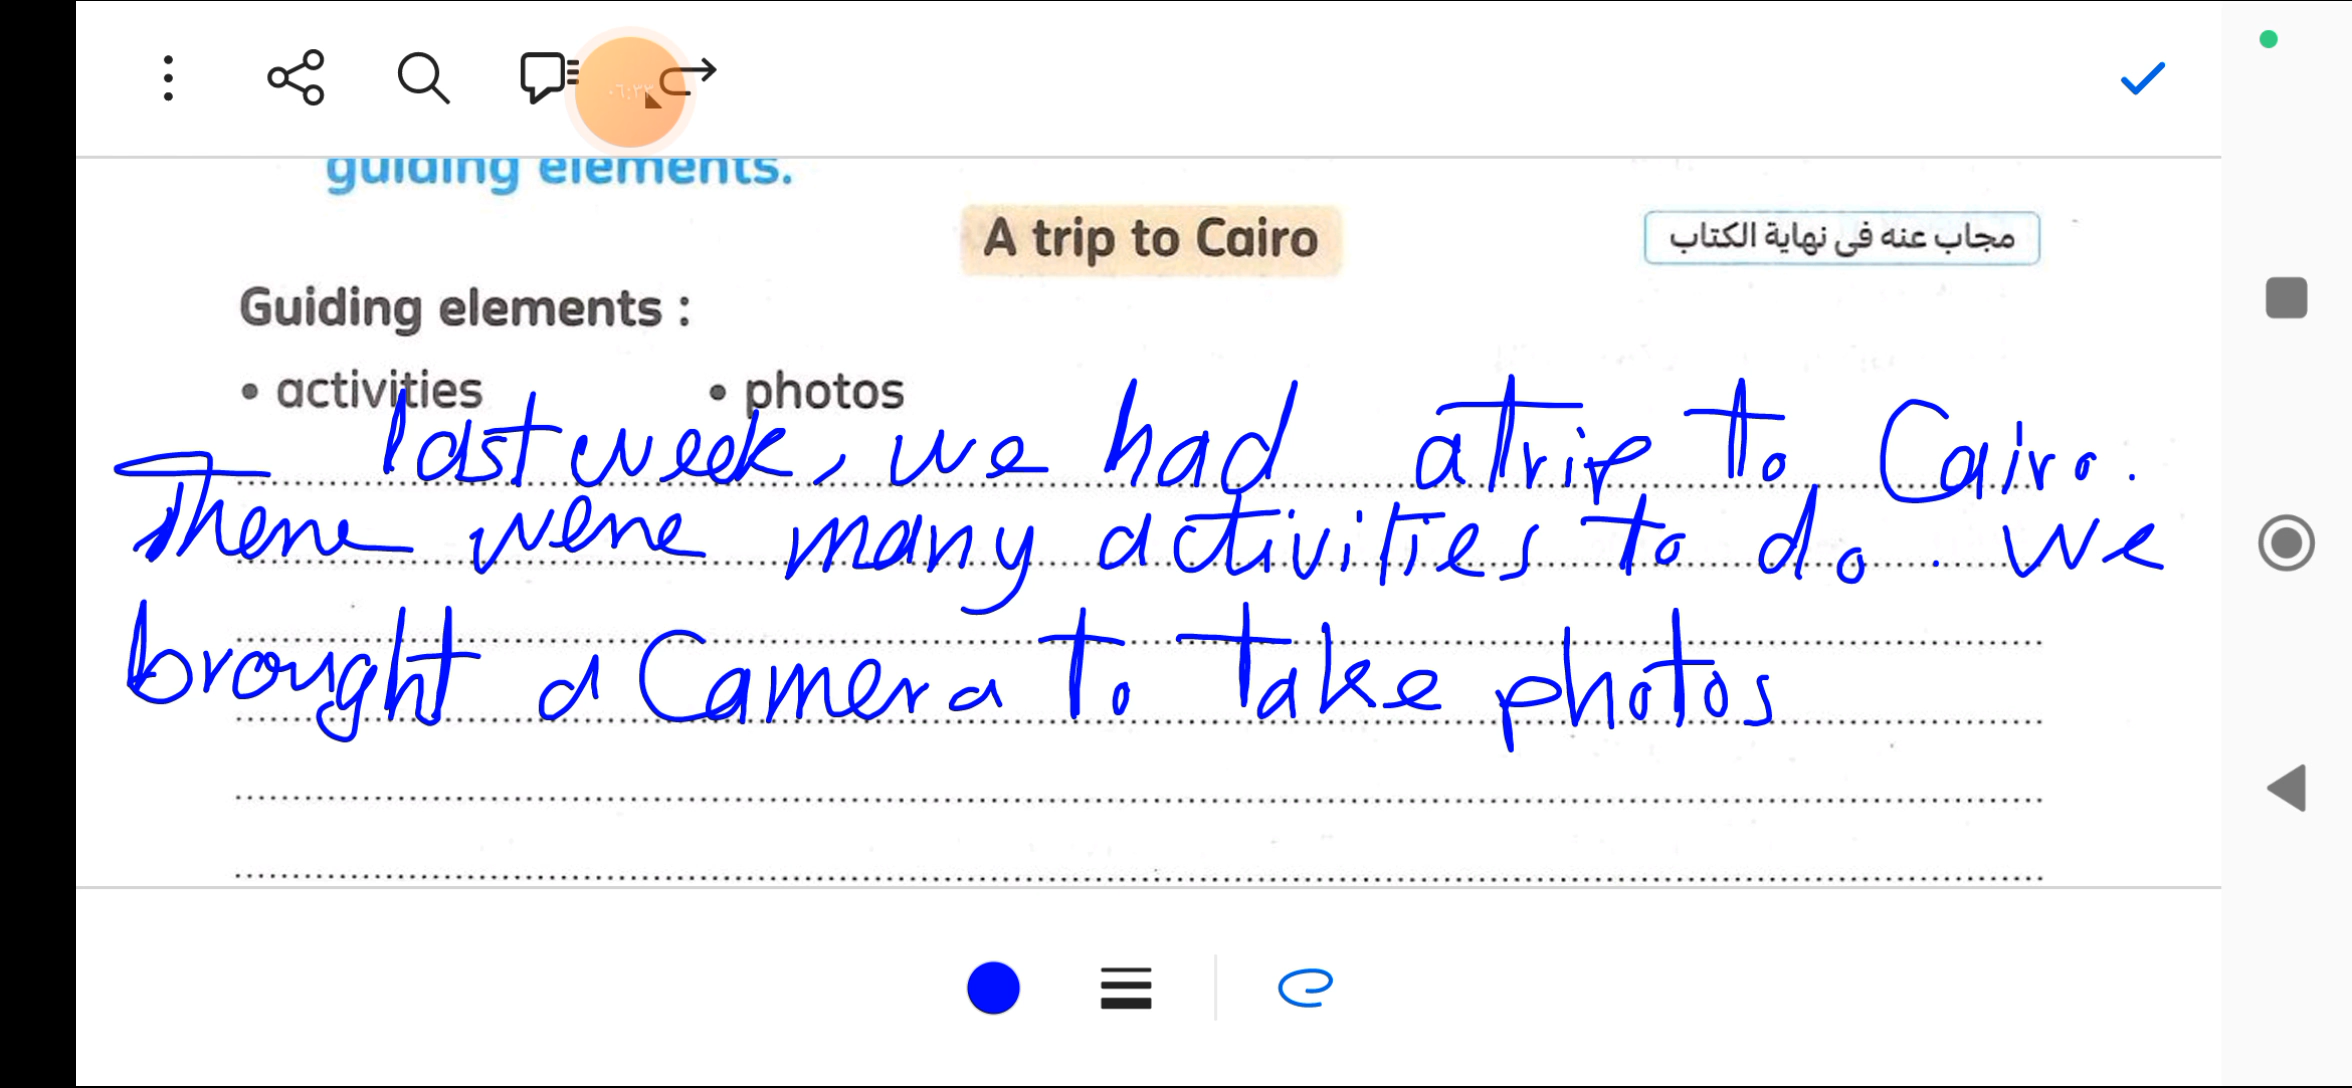 guiding elements.
A trip to Cairo
مجاب عنه فى نهاية الكتاب
Guiding elements :
• activities • photos
last week, we had a trip to Cairo.
There were many activities to do. we
brought a Camera to take photos